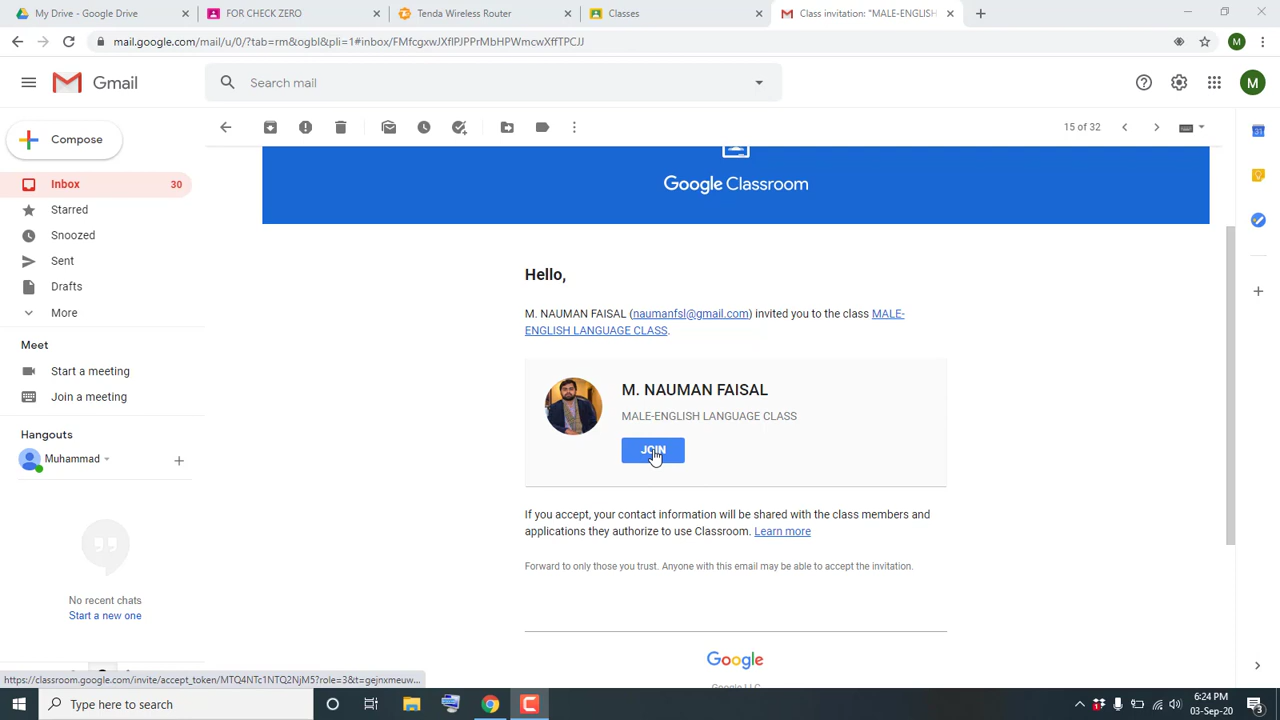 My Drive - Google Drive
FOR CHECK ZERO
Tenda Wireless Router
Classes
Class invitation: "MALE-ENGLISH
mail.google.com/mail/u/0/?tab=rm&ogbl&pli=1#inbox/FMfcgxwJXflPJPPrMbHPWmcwXffTPCJJ
M
Gmail
Search mail
M
Compose
15 of 32
Inbox 30
Starred
Snoozed
Sent
Drafts
More
Meet
Start a meeting
Join a meeting
Hangouts
Muhammad
No recent chats
Start a new one
31
Google Classroom
Hello,
M. NAUMAN FAISAL (naumanfsl@gmail.com) invited you to the class MALE-
ENGLISH LANGUAGE CLASS.
M. NAUMAN FAISAL
MALE-ENGLISH LANGUAGE CLASS
JOIN
If you accept, your contact information will be shared with the class members and
applications they authorize to use Classroom. Learn more
Forward to only those you trust. Anyone with this email may be able to accept the invitation.
Google
Google LLC
https://classroom.google.com/invite/accept_token/MTQ4NTc1NTQ2NjM5?role=3&t=gejnxmeuw...
Type here to search
6:24 PM
03-Sep-20
3